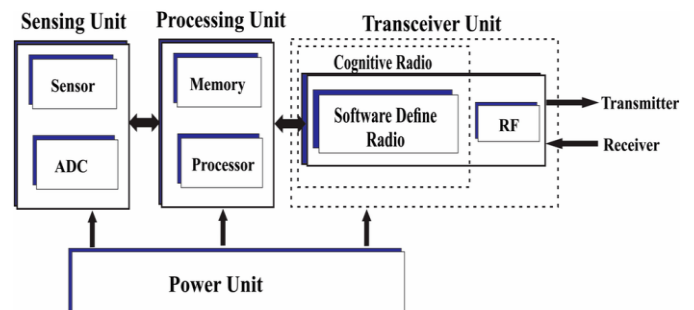 Sensing Unit
Processing Unit
Transceiver Unit
Cognitive Radio
Sensor
Memory
Software Define
Radio
RF
Transmitter
Receiver
ADC
Processor
Power Unit